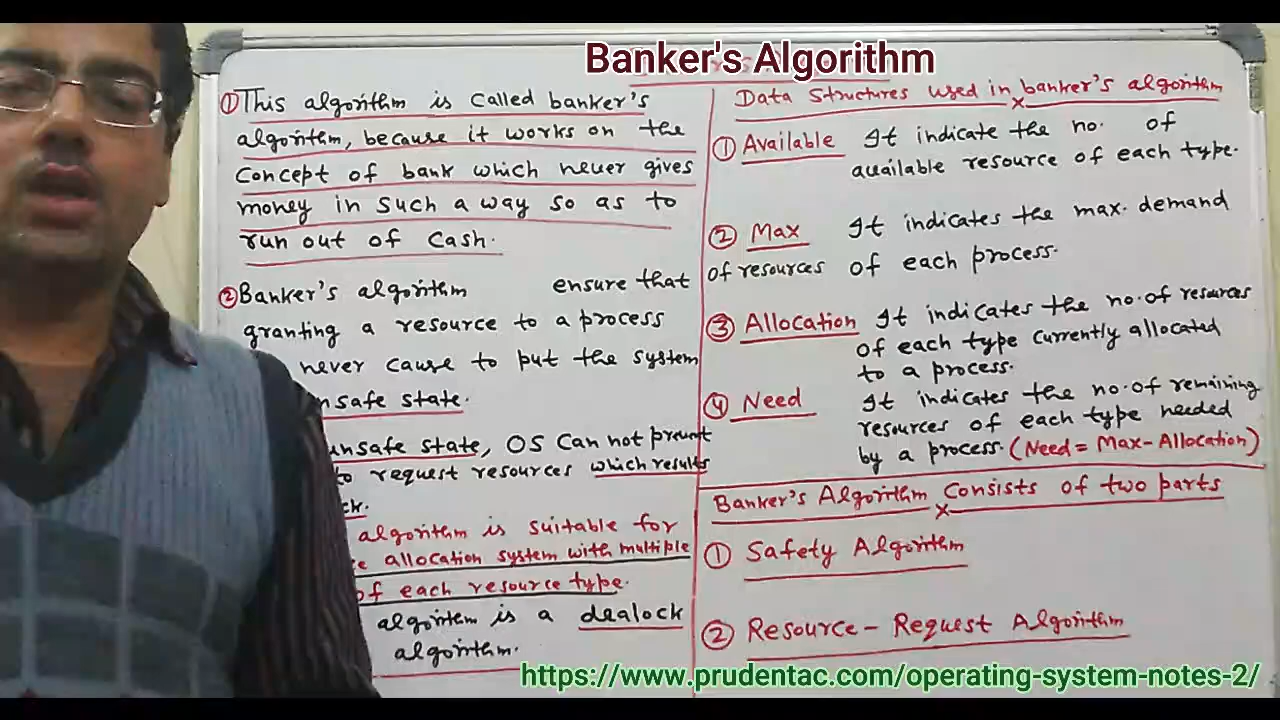 Banker's Algorithm
① This algorithm is called banker's
algorithm, because it works on the
concept of bank which never gives
money in such a way so as to
run out of cash.
② Banker's algorithm ensure that
granting a resource to a process
never cause to put the system
nsafe state.
unsafe state, OS can not prevent
to request resources which results
ck.
algorithm is suitable for
e allocation system with multiple
of each resource type.
algorithm is a dealock
algorithm.
Data Structures used in banker's algorithm
① Available It indicate the no. of
available resource of each type.
② Max It indicates the max. demand
of resources of each process.
③ Allocation It indicates the no. of resources
of each type currently allocated
to a process.
④ Need It indicates the no. of remaining
resources of each type needed
by a process. (Need = Max - Allocation)
Banker's Algorithm consists of two parts
① Safety Algorithm
② Resource - Request Algorithm
https://www.prudentac.com/operating-system-notes-2/